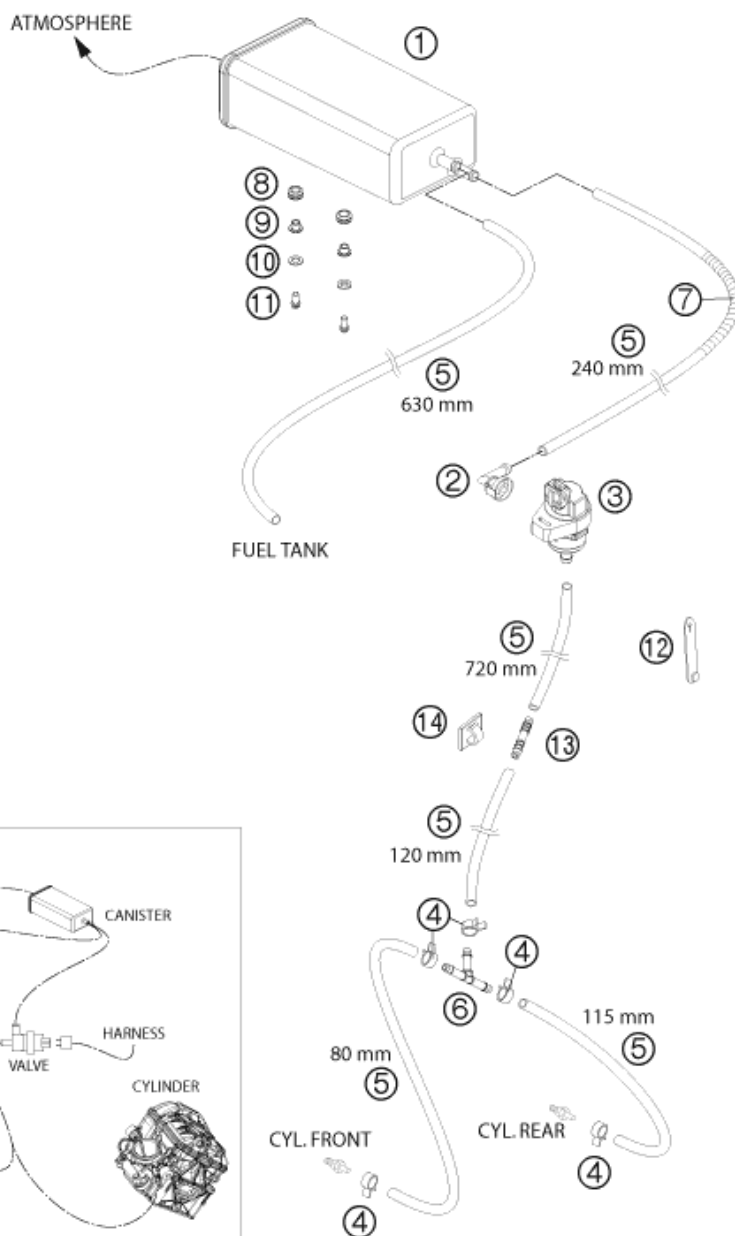 ATMOSPHERE
①
⑧
⑨
⑩
⑪
⑦
⑤
240 mm
⑤
630 mm
②
③
FUEL TANK
⑤
720 mm
⑫
⑭
⑬
⑤
120 mm
④
④
⑥
115 mm
⑤
80 mm
⑤
CYL. FRONT
CYL. REAR
④
④
CANISTER
HARNESS
VALVE
CYLINDER